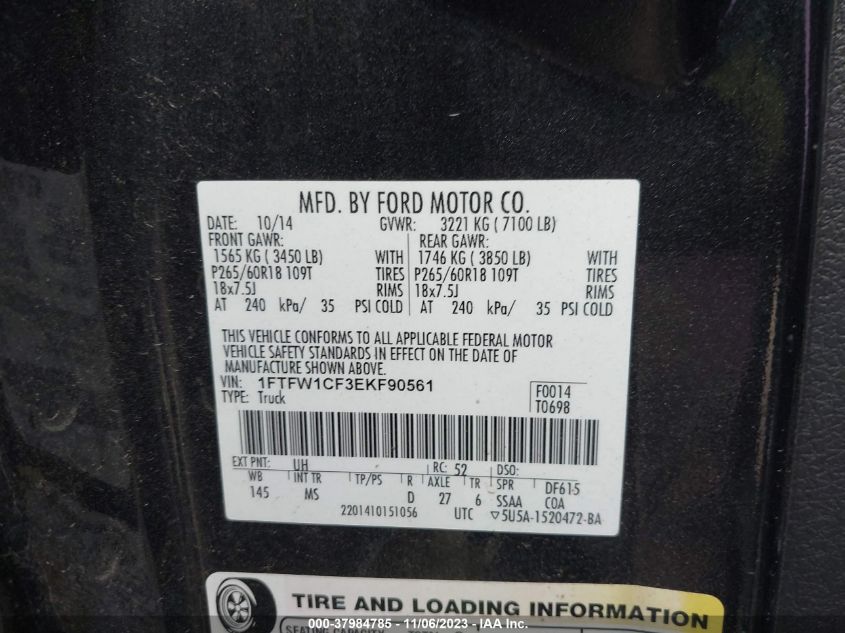 MFD. BY FORD MOTOR CO.
DATE: 10/14 GVWR: 3221 KG ( 7100 LB)
FRONT GAWR: REAR GAWR:
1565 KG ( 3450 LB) WITH 1746 KG ( 3850 LB) WITH
P265/60R18 109T TIRES P265/60R18 109T TIRES
18x7.5J RIMS 18x7.5J RIMS
AT 240 kPa/ 35 PSI COLD AT 240 kPa/ 35 PSI COLD
THIS VEHICLE CONFORMS TO ALL APPLICABLE FEDERAL MOTOR
VEHICLE SAFETY STANDARDS IN EFFECT ON THE DATE OF
MANUFACTURE SHOWN ABOVE.
VIN: 1FTFW1CF3EKF90561 F0014
TYPE: Truck T0698
EXT PNT: UH RC: 52 DSO:
WB INT TR TP/PS R AXLE TR SPR DF615
145 MS D 27 6 SSAA COA
2201410151056 UTC ▽5U5A-1520472-BA
TIRE AND LOADING INFORMATION
000-37984785 - 11/06/2023 - IAA Inc.
SEATING CAPACITY